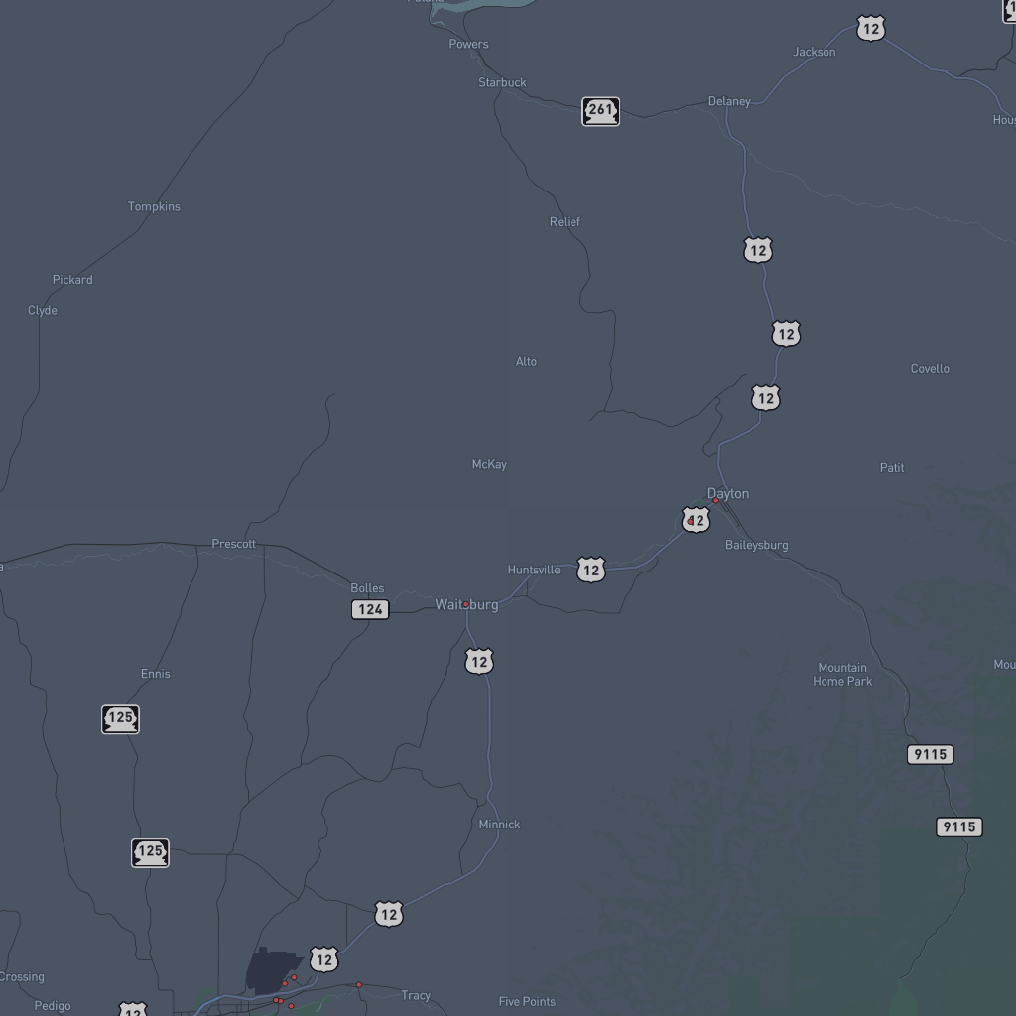 Powers
12
Jackson
Starbuck
Delaney
261
Hous
Tompkins
Relief
12
Pickard
Clyde
12
Alto
Covello
12
McKay
Patit
Dayton
12
Prescott
Baileysburg
Huntsville
12
a
Bolles
124
Waitsburg
12
Ennis
Mountain
Home Park
Mou
125
9115
Minnick
9115
125
12
12
Crossing
Tracy
Five Points
Pedigo
12